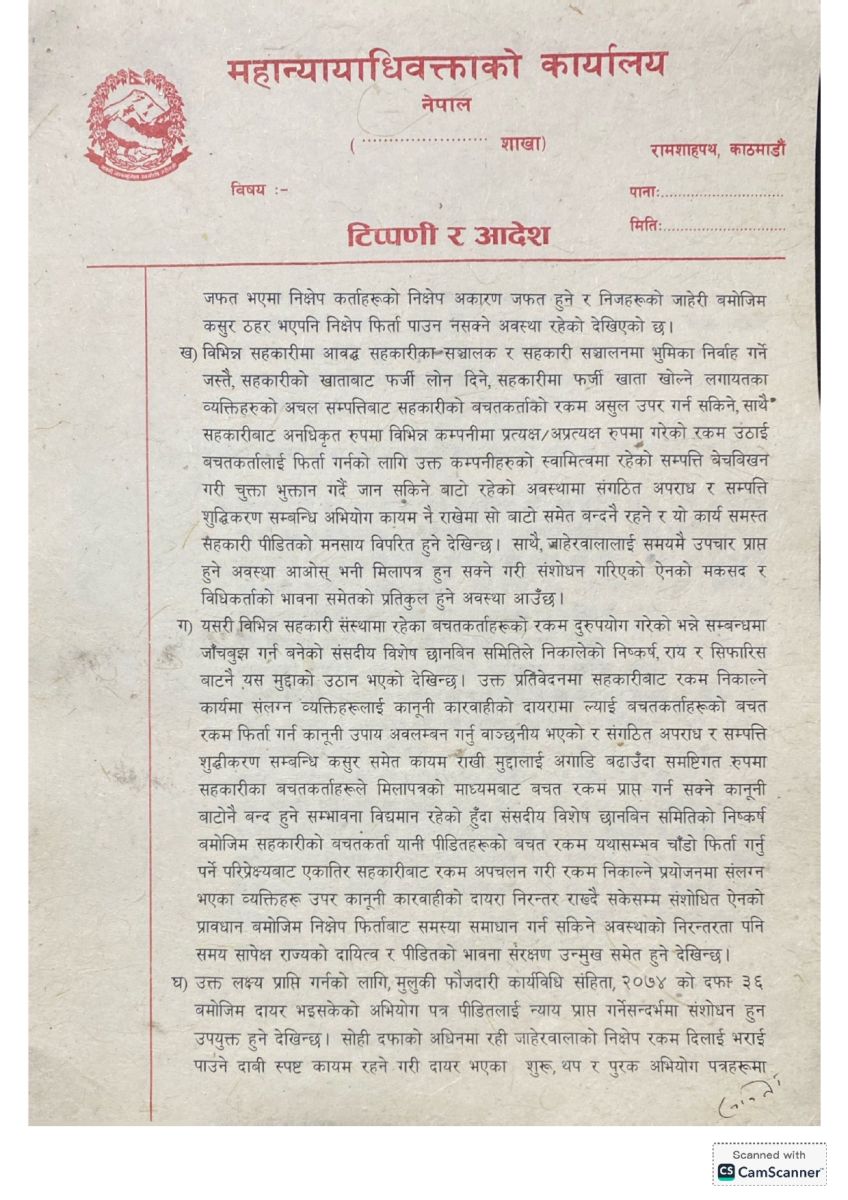 महान्यायाधिवक्ताको कार्यालय
नेपाल
( ...................... शाखा)
रामशाहपथ, काठमाडौं
विषय :-
पानाः............................
मितिः............................
टिप्पणी र आदेश
जफत भएमा निक्षेप कर्ताहरूको निक्षेप अकारण जफत हुने र निजहरूको जाहेरी बमोजिम
कसुर ठहर भएपनि निक्षेप फिर्ता पाउन नसक्ने अवस्था रहेको देखिएको छ।
ख) विभिन्न सहकारीमा आवद्ध सहकारीका सञ्चालक र सहकारी सञ्चालनमा भुमिका निर्वाह गर्ने
जस्तै, सहकारीको खाताबाट फर्जी लोन दिने, सहकारीमा फर्जी खाता खोल्ने लगायतका
व्यक्तिहरुको अचल सम्पत्तिबाट सहकारीको बचतकर्ताको रकम असुल उपर गर्न सकिने, साथै
सहकारीबाट अनधिकृत रुपमा विभिन्न कम्पनीमा प्रत्यक्ष/अप्रत्यक्ष रुपमा गरेको रकम उठाई
बचतकर्तालाई फिर्ता गर्नको लागि उक्त कम्पनीहरुको स्वामित्वमा रहेको सम्पत्ति बेचबिखन
गरी चुक्ता भुक्तान गर्दै जान सकिने बाटो रहेको अवस्थामा संगठित अपराध र सम्पत्ति
शुद्धिकरण सम्बन्धि अभियोग कायम नै राखेमा सो बाटो समेत बन्दनै रहने र यो कार्य समस्त
सहकारी पीडितको मनसाय विपरित हुने देखिन्छ। साथै, जाहेरवालालाई समयमै उपचार प्राप्त
हुने अवस्था आओस् भनी मिलापत्र हुन सक्ने गरी संशोधन गरिएको ऐनको मकसद र
विधिकर्ताको भावना समेतको प्रतिकुल हुने अवस्था आउँछ।
ग) यसरी विभिन्न सहकारी संस्थामा रहेका बचतकर्ताहरूको रकम दुरुपयोग गरेको भन्ने सम्बन्धमा
जाँचबुझ गर्न बनेको संसदीय विशेष छानबिन समितिले निकालेको निष्कर्ष, राय र सिफारिस
बाटनै यस मुद्दाको उठान भएको देखिन्छ। उक्त प्रतिवेदनमा सहकारीबाट रकम निकाल्ने
कार्यमा संलग्न व्यक्तिहरूलाई कानूनी कारवाहीको दायरामा ल्याई बचतकर्ताहरूको बचत
रकम फिर्ता गर्न कानूनी उपाय अवलम्बन गर्नु वाञ्छनीय भएको र संगठित अपराध र सम्पत्ति
शुद्धीकरण सम्बन्धि कसुर समेत कायम राखी मुद्दालाई अगाडि बढाउँदा समष्टिगत रुपमा
सहकारीका बचतकर्ताहरूले मिलापत्रको माध्यमबाट बचत रकम प्राप्त गर्न सक्ने कानूनी
बाटोनै बन्द हुने सम्भावना विद्यमान रहेको हुँदा संसदीय विशेष छानबिन समितिको निष्कर्ष
बमोजिम सहकारीको बचतकर्ता यानी पीडितहरूको बचत रकम यथासम्भव चाँडो फिर्ता गर्नु
पर्ने परिप्रेक्ष्यबाट एकातिर सहकारीबाट रकम अपचलन गरी रकम निकाल्ने प्रयोजनमा संलग्न
भएका व्यक्तिहरू उपर कानूनी कारवाहीको दायरा निरन्तर राख्दै सकेसम्म संशोधित ऐनको
प्रावधान बमोजिम निक्षेप फिर्ताबाट समस्या समाधान गर्न सकिने अवस्थाको निरन्तरता पनि
समय सापेक्ष राज्यको दायित्व र पीडितको भावना संरक्षण उन्मुख समेत हुने देखिन्छ।
घ) उक्त लक्ष्य प्राप्ति गर्नको लागि, मुलुकी फौजदारी कार्यविधि संहिता, २०७४ को दफा ३६
बमोजिम दायर भइसकेको अभियोग पत्र पीडितलाई न्याय प्राप्त गर्नेसन्दर्भमा संशोधन हुन
उपयुक्त हुने देखिन्छ। सोही दफाको अधिनमा रही जाहेरवालाको निक्षेप रकम दिलाई भराई
पाउने दाबी स्पष्ट कायम रहने गरी दायर भएका शुरू, थप र पुरक अभियोग पत्रहरूमा
Scanned with
CS CamScanner